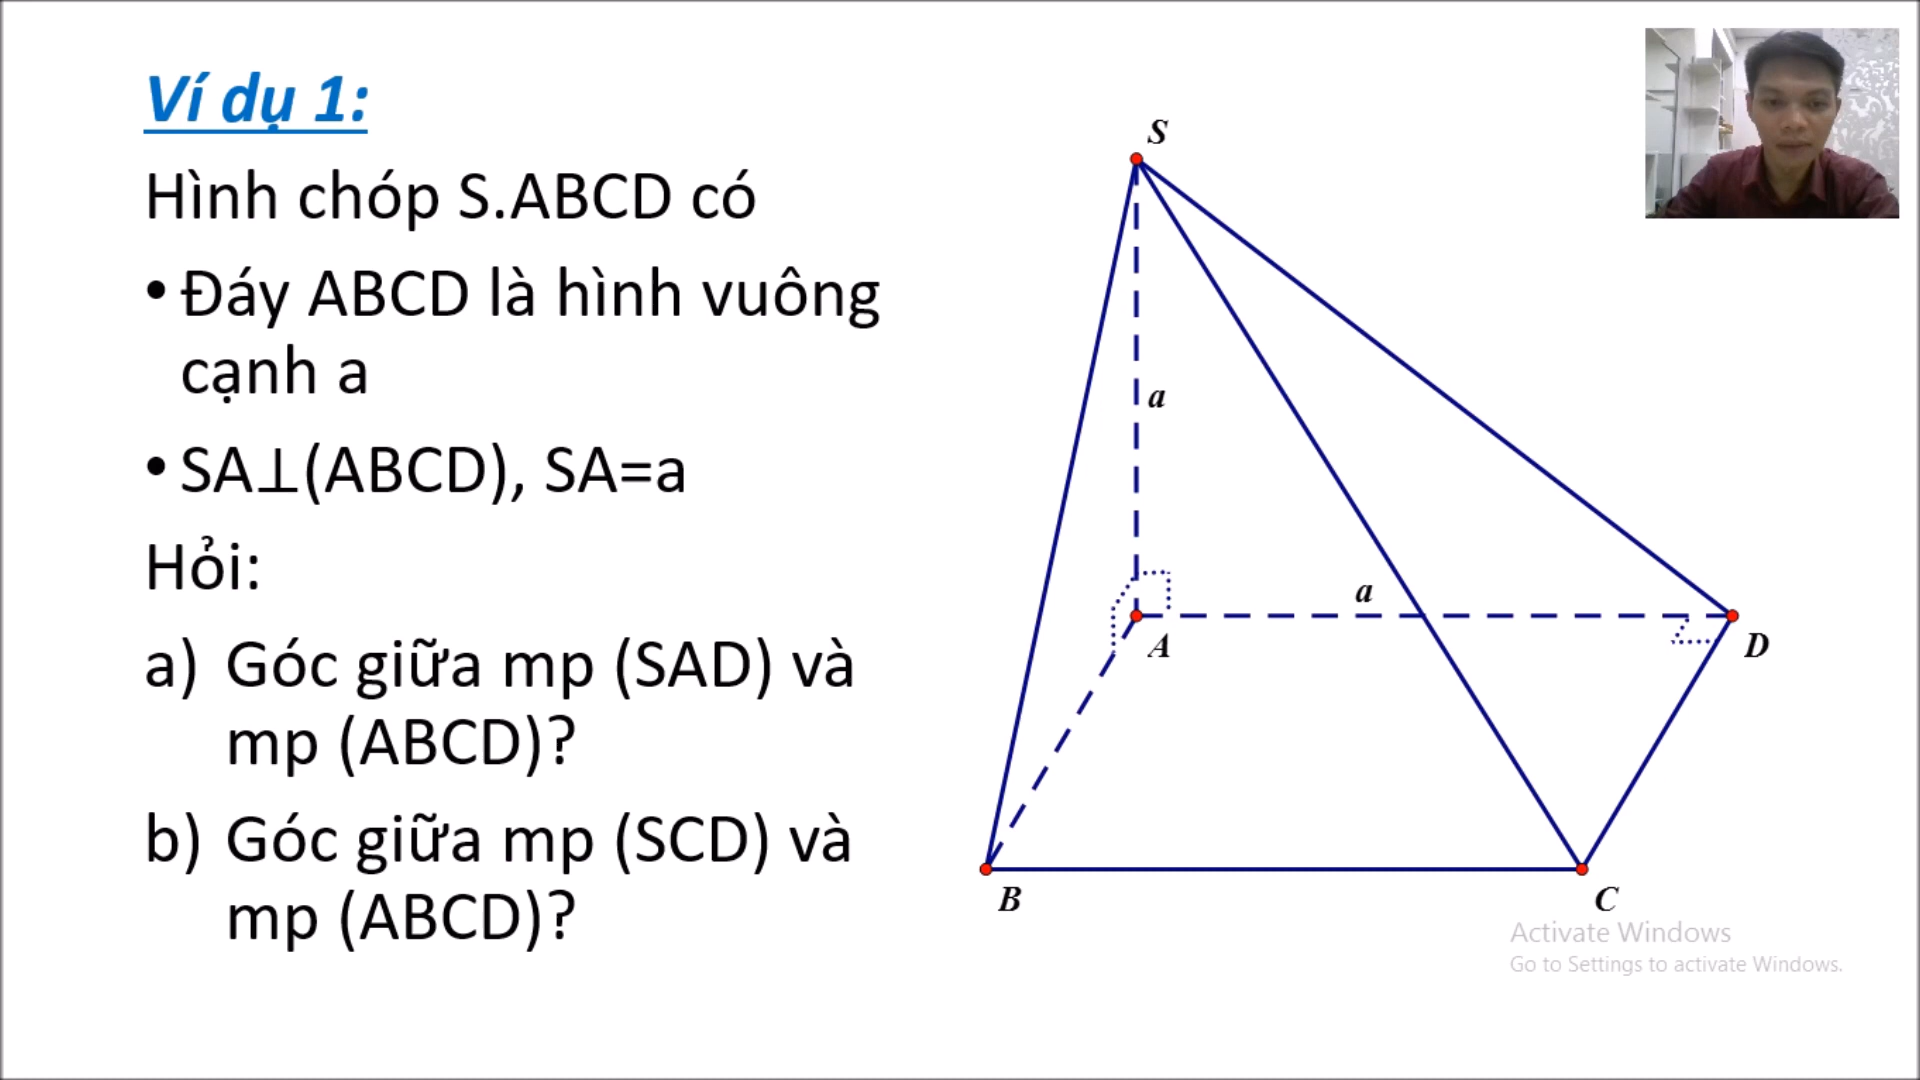 Ví dụ 1:
Hình chóp S.ABCD có
• Đáy ABCD là hình vuông
cạnh a
• SA⊥(ABCD), SA=a
Hỏi:
a) Góc giữa mp (SAD) và
mp (ABCD)?
b) Góc giữa mp (SCD) và
mp (ABCD)?
S
a
a
A
D
B
C
Activate Windows
Go to Settings to activate Windows.